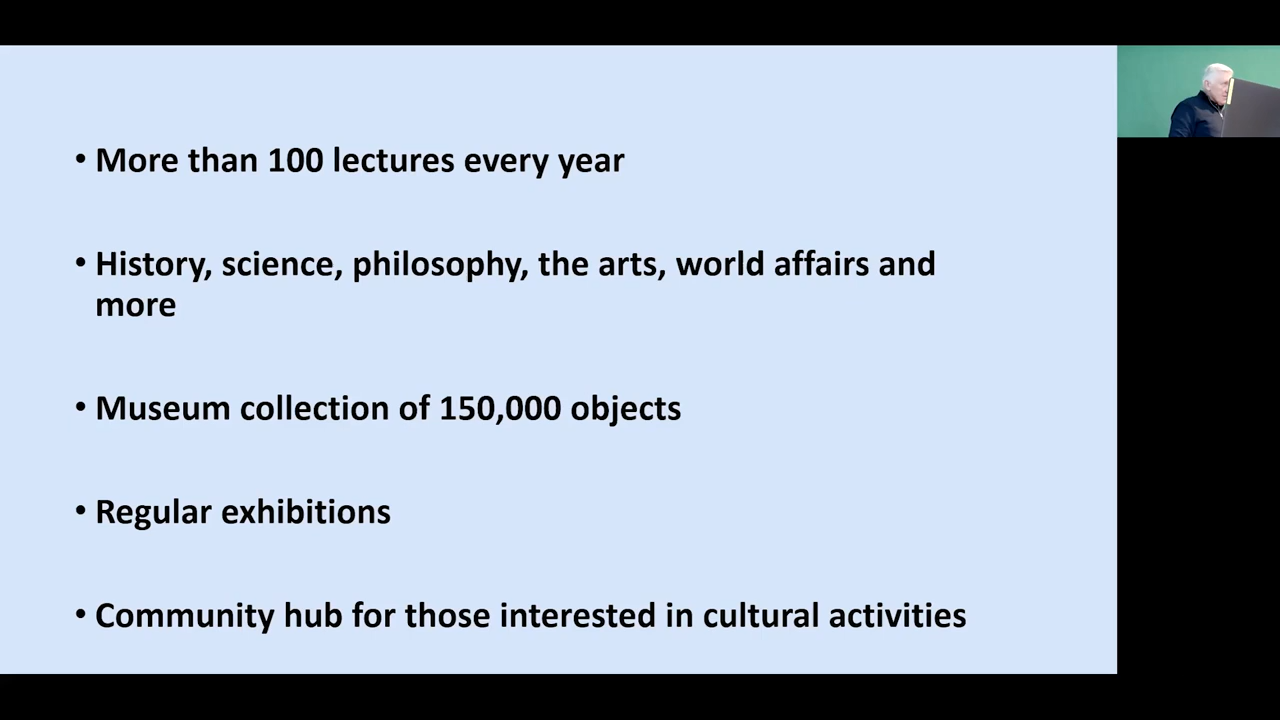 • More than 100 lectures every year
• History, science, philosophy, the arts, world affairs and
more
• Museum collection of 150,000 objects
• Regular exhibitions
• Community hub for those interested in cultural activities